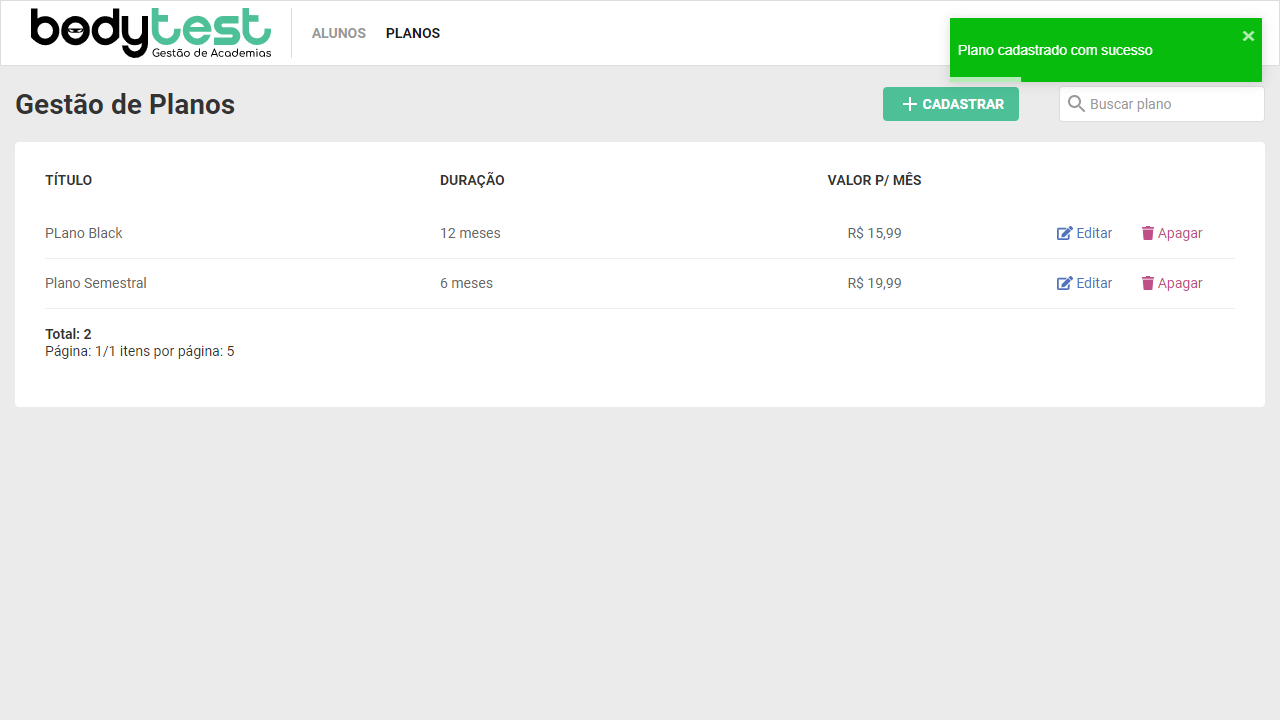 bodytest
Gestão de Academias
ALUNOS PLANOS
Plano cadastrado com sucesso ×
Gestão de Planos
CADASTRAR
Buscar plano
TÍTULO DURAÇÃO VALOR P/ MÊS
PLano Black 12 meses R$ 15,99 Editar Apagar
Plano Semestral 6 meses R$ 19,99 Editar Apagar
Total: 2
Página: 1/1 itens por página: 5